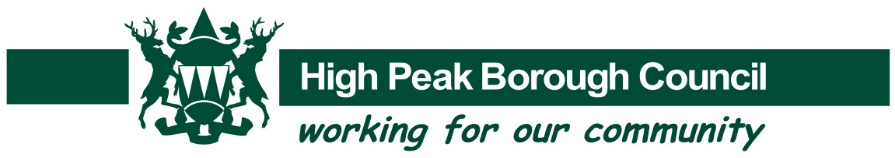 High Peak Borough Council
working for our community